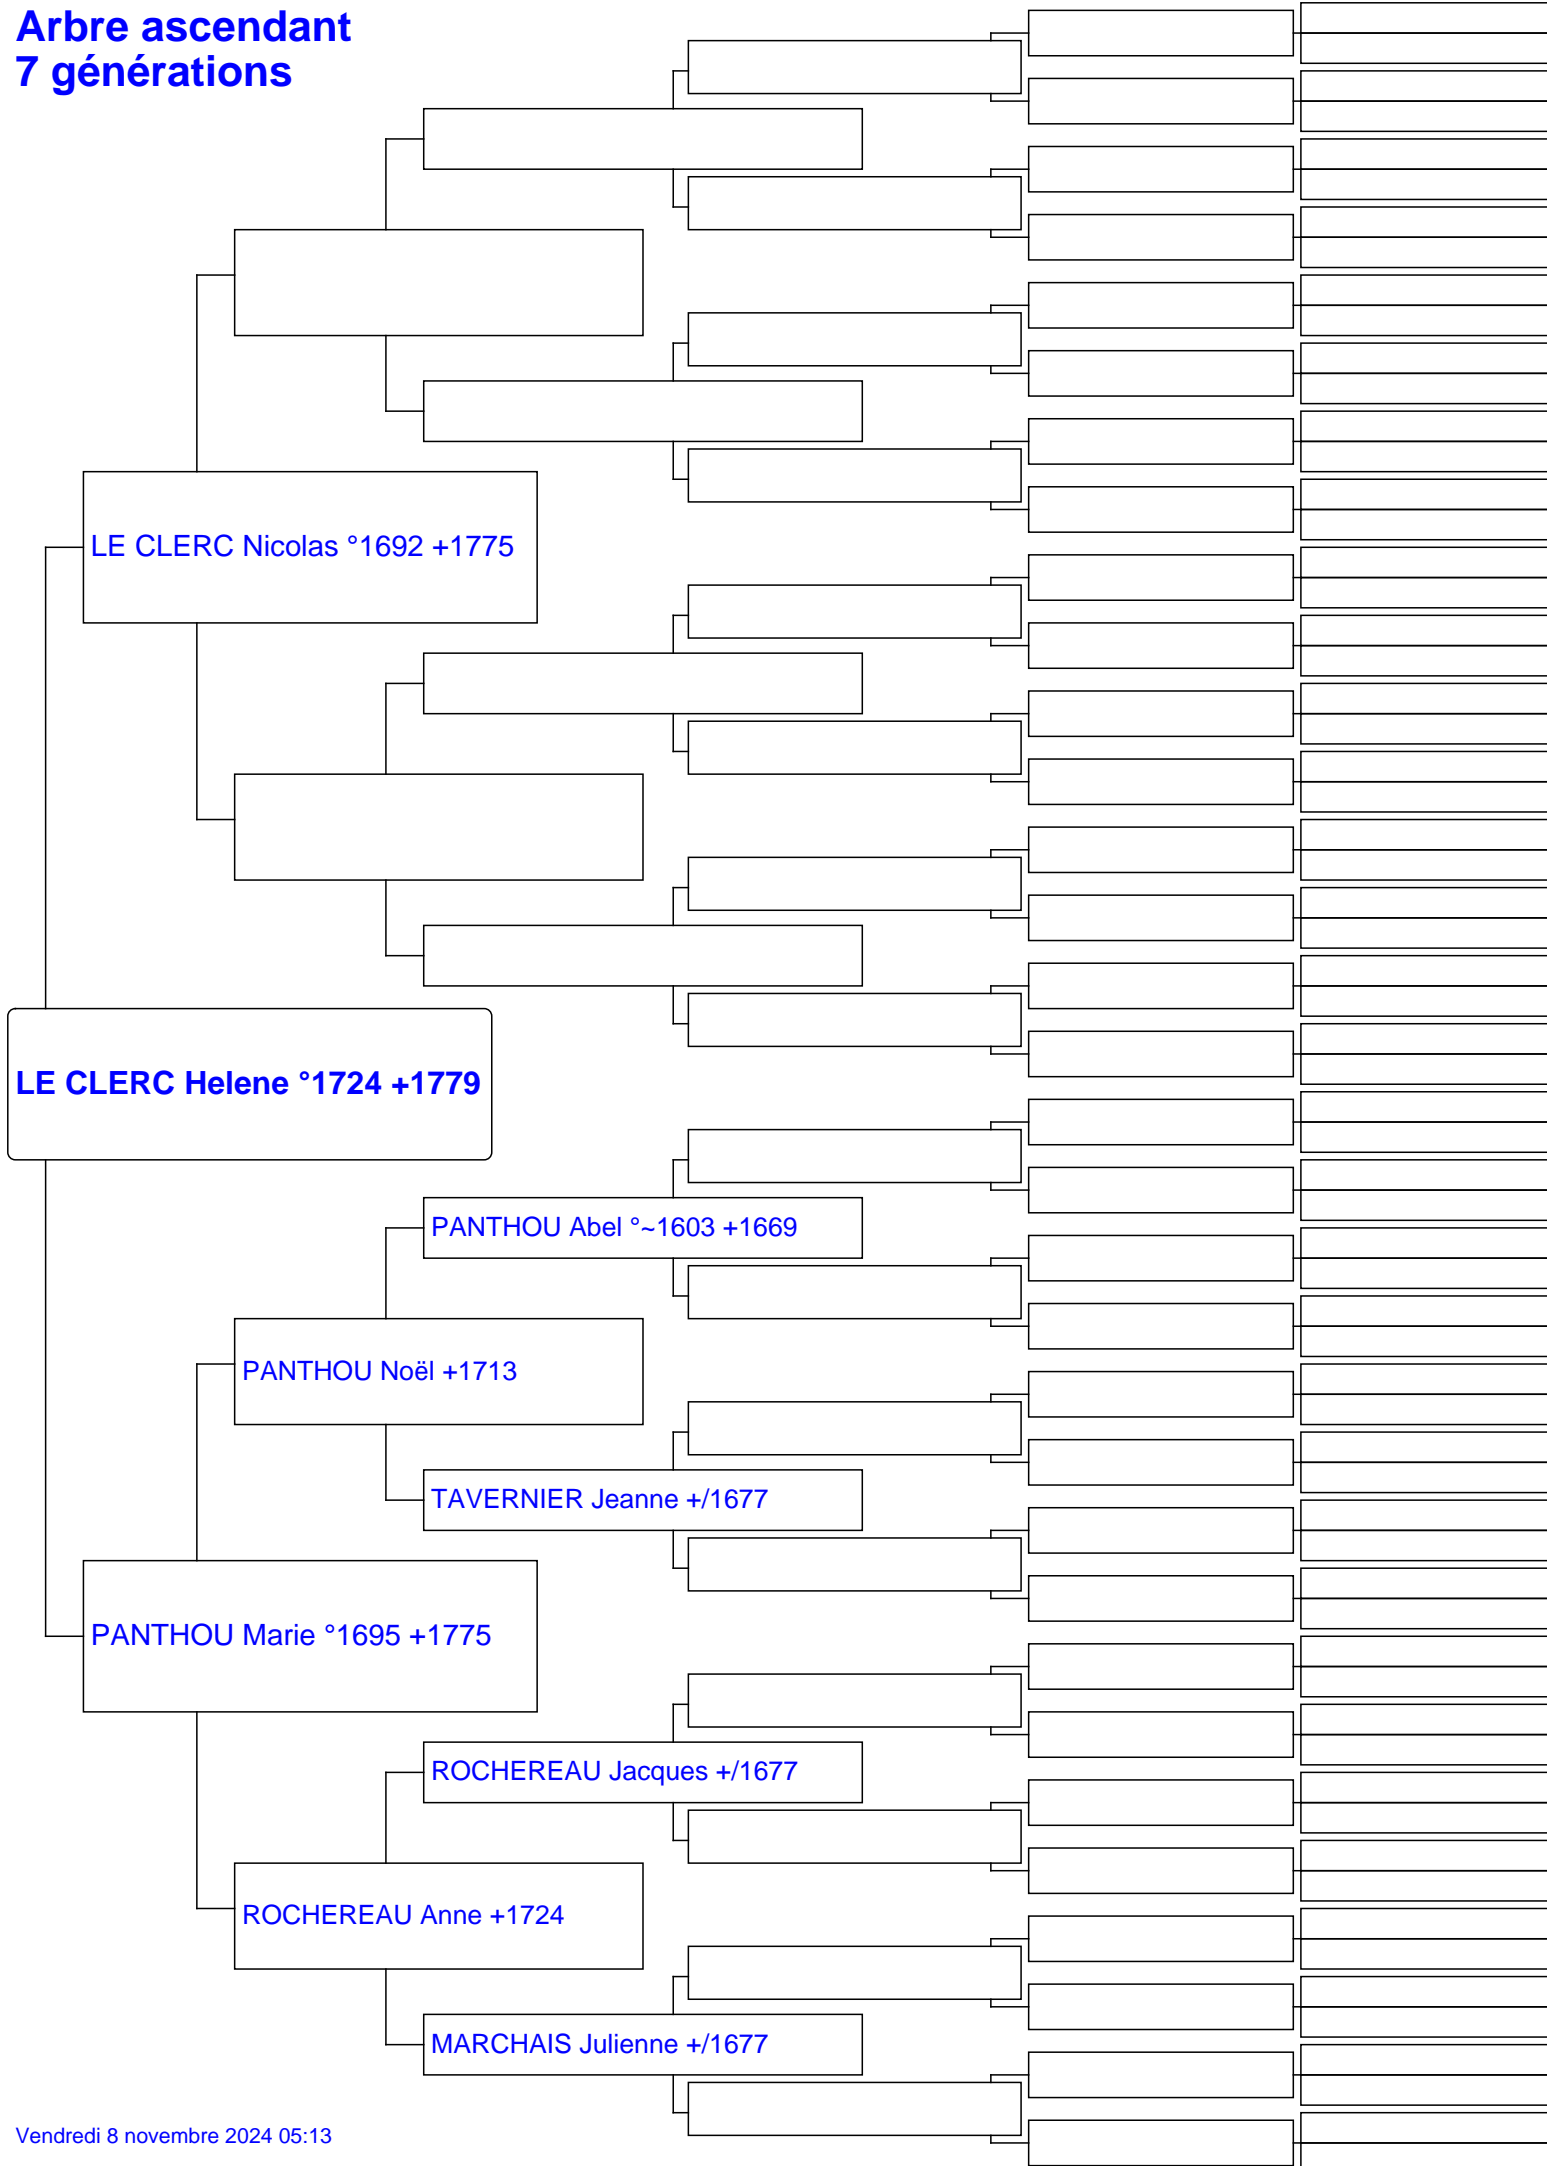 Arbre ascendant
7 générations
LE CLERC Nicolas °1692 +1775
LE CLERC Helene °1724 +1779
PANTHOU Abel °~1603 +1669
PANTHOU Noël +1713
TAVERNIER Jeanne +/1677
PANTHOU Marie °1695 +1775
ROCHEREAU Jacques +/1677
ROCHEREAU Anne +1724
MARCHAIS Julienne +/1677
Vendredi 8 novembre 2024 05:13